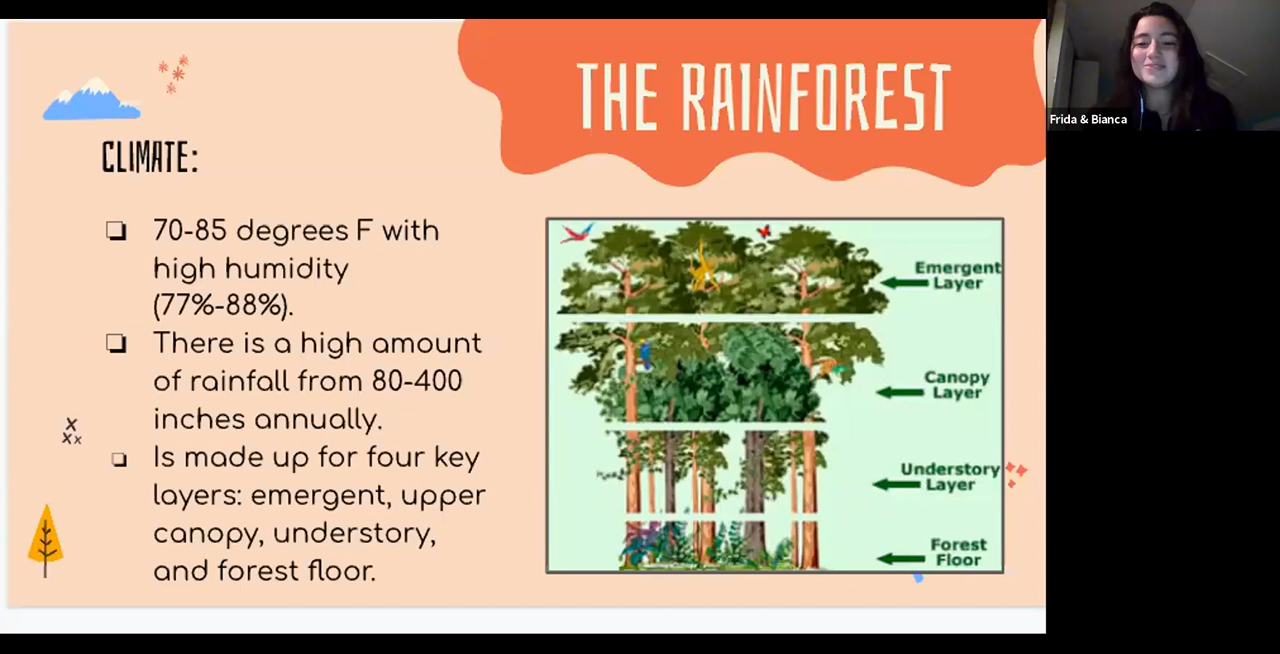 THE RAINFOREST
Frida & Bianca
CLIMATE:
70-85 degrees F with
high humidity
(77%-88%).
There is a high amount
of rainfall from 80-400
inches annually.
Is made up for four key
layers: emergent, upper
canopy, understory,
and forest floor.
Emergent
Layer
Canopy
Layer
Understory
Layer
Forest
Floor